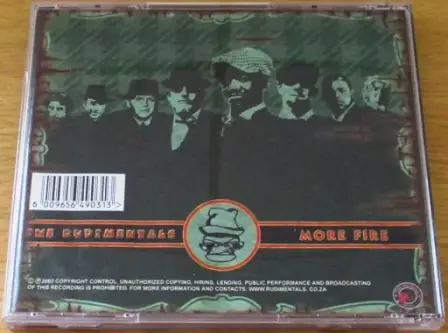 6 009656 490313 >
THE RUDIMENTALS
MORE FIRE
© ℗ 2003 COPYRIGHT CONTROL. UNAUTHORIZED COPYING, HIRING, LENDING, PUBLIC PERFORMANCE AND BROADCASTING
OF THIS RECORDING IS PROHIBITED. FOR MORE INFORMATION AND CONTACTS. WWW.RUDIMENTALS.CO.ZA